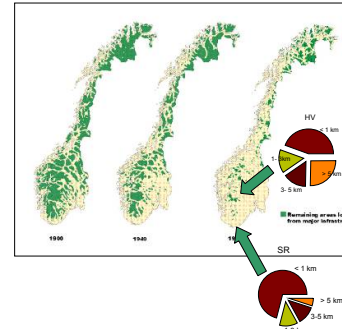 HV
< 1 km
1- 3km
> 5 km
3- 5 km
Remaining areas
from major
1900
1940
SR
< 1 km
> 5 km
3-5 km